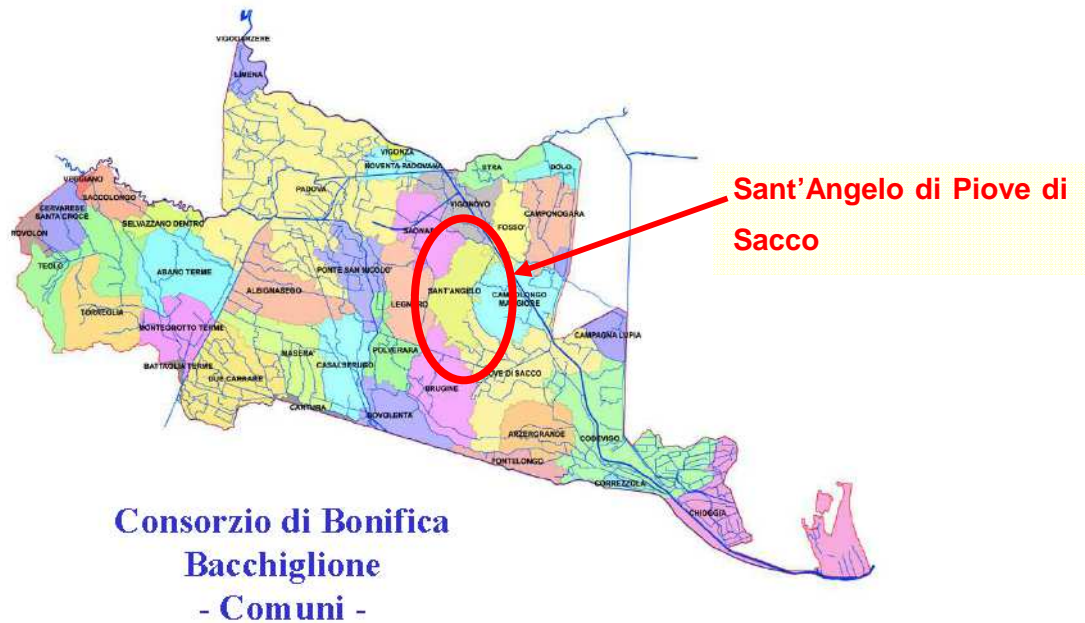 VIGODARZERE
LIMENA
VIGONZA
NOVENTA PADOVANA
STRA
DOLO
VEGGIANO
SACCOLONGO
PADOVA
VIGONOVO
Sant’Angelo di Piove di
Sacco
CERVARESE
SANTA CROCE
SELVAZZANO DENTRO
SAONARA
FOSSO'
CAMPONOGARA
ROVOLON
TEOLO
ABANO TERME
PONTE SAN NICOLO'
ALBIGNASEGO
LEGNARO
SANT'ANGELO
CAMPOLONGO
MAGGIORE
TORREGLIA
MONTEGROTTO TERME
CAMPAGNA LUPIA
BATTAGLIA TERME
MASERA'
POLVERARA
CASALSERUGO
DUE CARRARE
BRUGINE
PIOVE DI SACCO
CARTURA
BOVOLENTA
ARZERGRANDE
CODEVIGO
PONTELONGO
CORREZZOLA
CHIOGGIA
Consorzio di Bonifica
Bacchiglione
- Comuni -